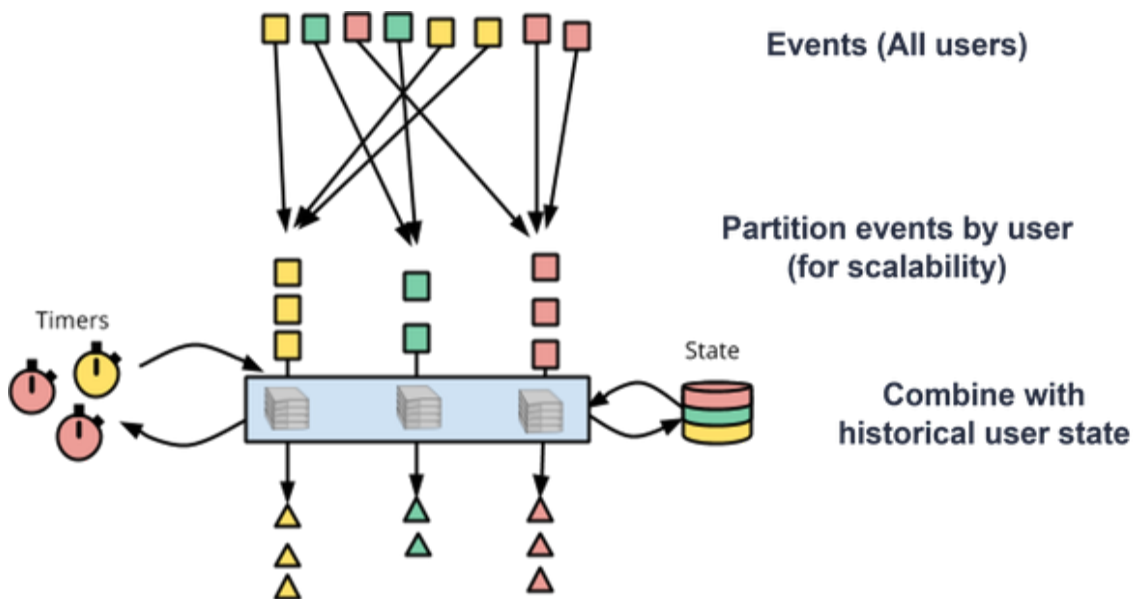 Events (All users)
Partition events by user
(for scalability)
Timers
State
Combine with
historical user state